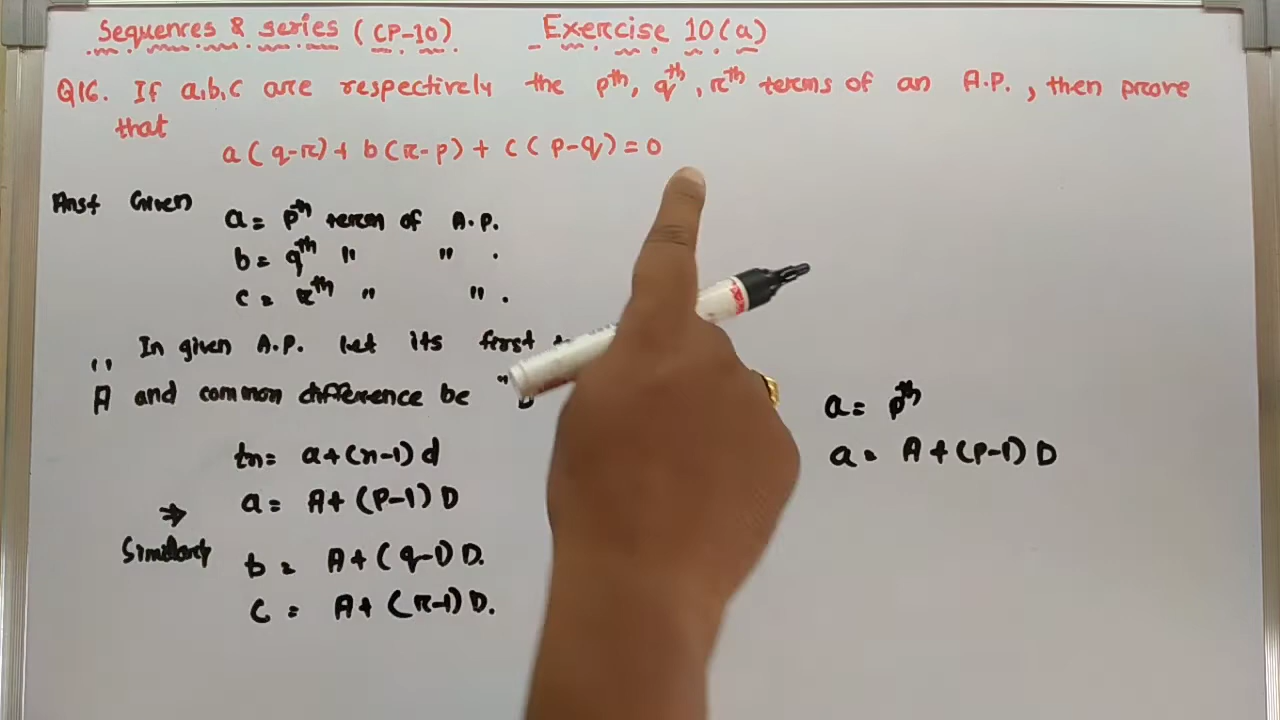 Sequences & series (CP-10) Exercise 10(a)
Q16. If a,b,c are respectively the pth, qth, rth terms of an A.P., then prove
that
a(q-r)+ b(r-p) + c(p-q)=0
Ans: Given
a= pth term of A.P.
b= qth " " .
c= rth " " .
,, In given A.P. let its first
A and common difference be "D
tn= a+(n-1)d
⇒ a= A+(P-1)D
Similarly b= A+(q-1)D.
C= A+(r-1)D.
a= pth
a= A+(P-1)D